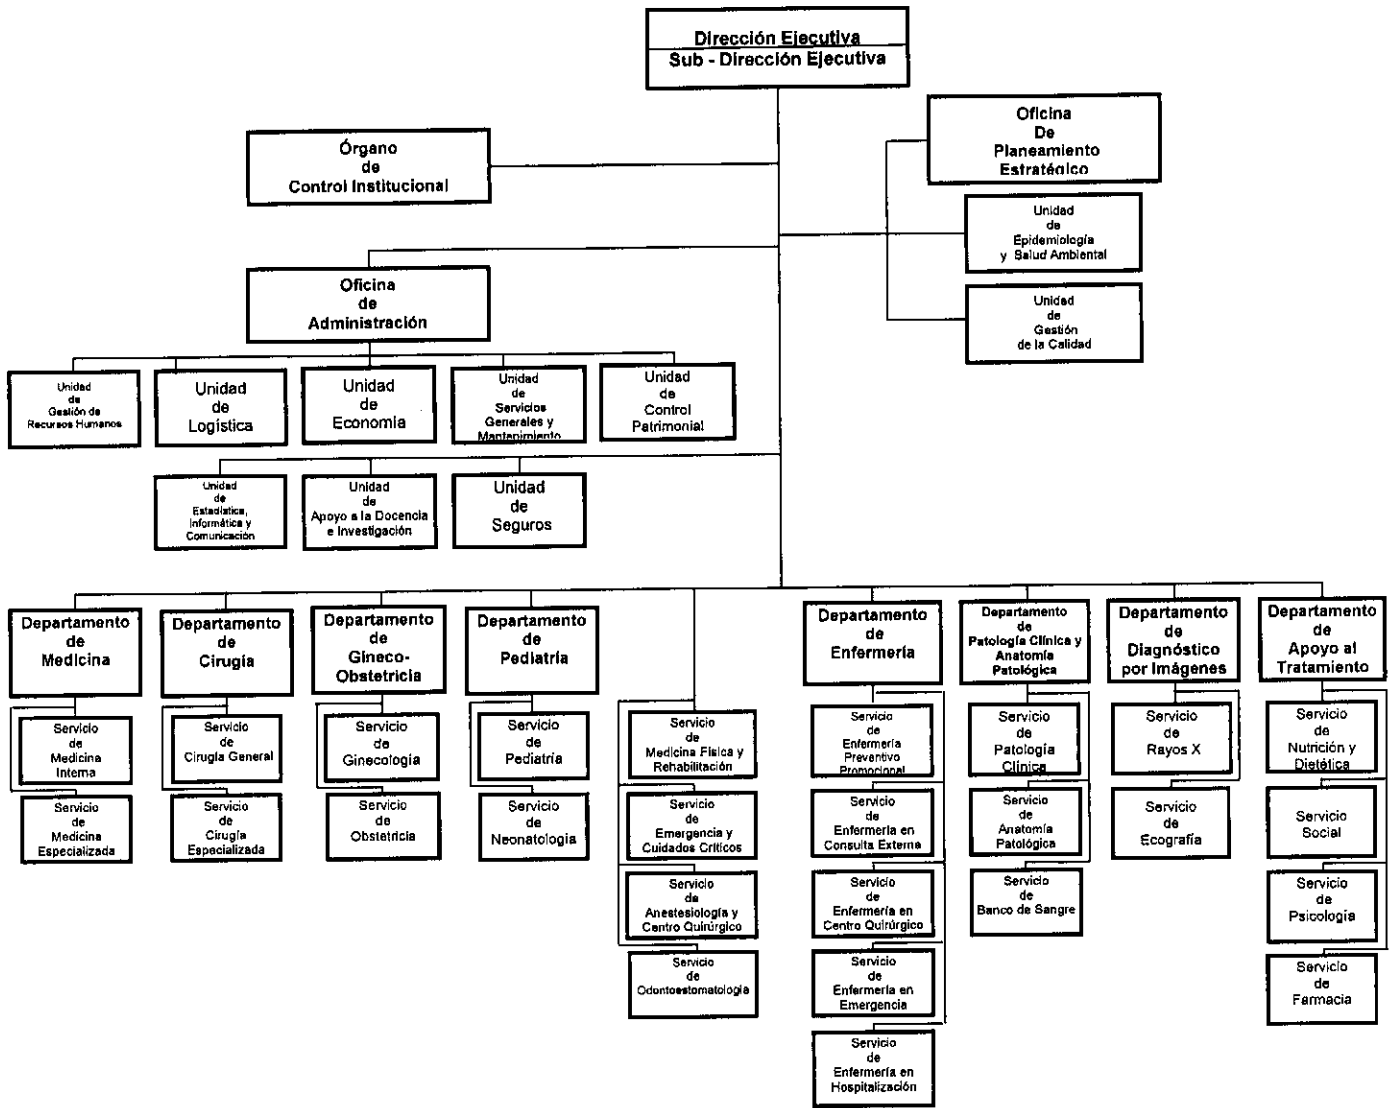 Dirección Ejecutiva
Sub - Dirección Ejecutiva
Oficina
De
Planeamiento
Estratégico
Órgano
de
Control Institucional
Unidad
de
Epidemiología
y Salud Ambiental
Oficina
de
Administración
Unidad
de
Gestión
de la Calidad
Unidad
de
Gestión de
Recursos Humanos
Unidad
de
Logística
Unidad
de
Economía
Unidad
de
Servicios
Generales y
Mantenimiento
Unidad
de
Control
Patrimonial
Unidad
de
Estadística,
Informática y
Comunicación
Unidad
de
Apoyo a la Docencia
e Investigación
Unidad
de
Seguros
Departamento
de
Medicina
Departamento
de
Cirugía
Departamento
de
Gineco-
Obstetricia
Departamento
de
Pediatría
Departamento
de
Enfermería
Departamento
de
Patología Clínica y
Anatomía
Patológica
Departamento
de
Diagnóstico
por Imágenes
Departamento
de
Apoyo al
Tratamiento
Servicio
de
Medicina
Interna
Servicio
de
Cirugía General
Servicio
de
Ginecología
Servicio
de
Pediatría
Servicio
de
Medicina Física y
Rehabilitación
Servicio
de
Enfermería
Preventivo
Promocional
Servicio
de
Patología
Clínica
Servicio
de
Rayos X
Servicio
de
Nutrición y
Dietética
Servicio
de
Medicina
Especializada
Servicio
de
Cirugía
Especializada
Servicio
de
Obstetricia
Servicio
de
Neonatología
Servicio
de
Emergencia y
Cuidados Críticos
Servicio
de
Enfermería en
Consulta Externa
Servicio
de
Anatomía
Patológica
Servicio
de
Ecografía
Servicio
Social
Servicio
de
Anestesiología y
Centro Quirúrgico
Servicio
de
Enfermería en
Centro Quirúrgico
Servicio
de
Banco de Sangre
Servicio
de
Psicología
Servicio
de
Odontoestomatología
Servicio
de
Enfermería en
Emergencia
Servicio
de
Farmacia
Servicio
de
Enfermería en
Hospitalización